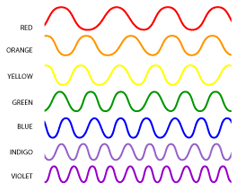 RED
ORANGE
YELLOW
GREEN
BLUE
INDIGO
VIOLET